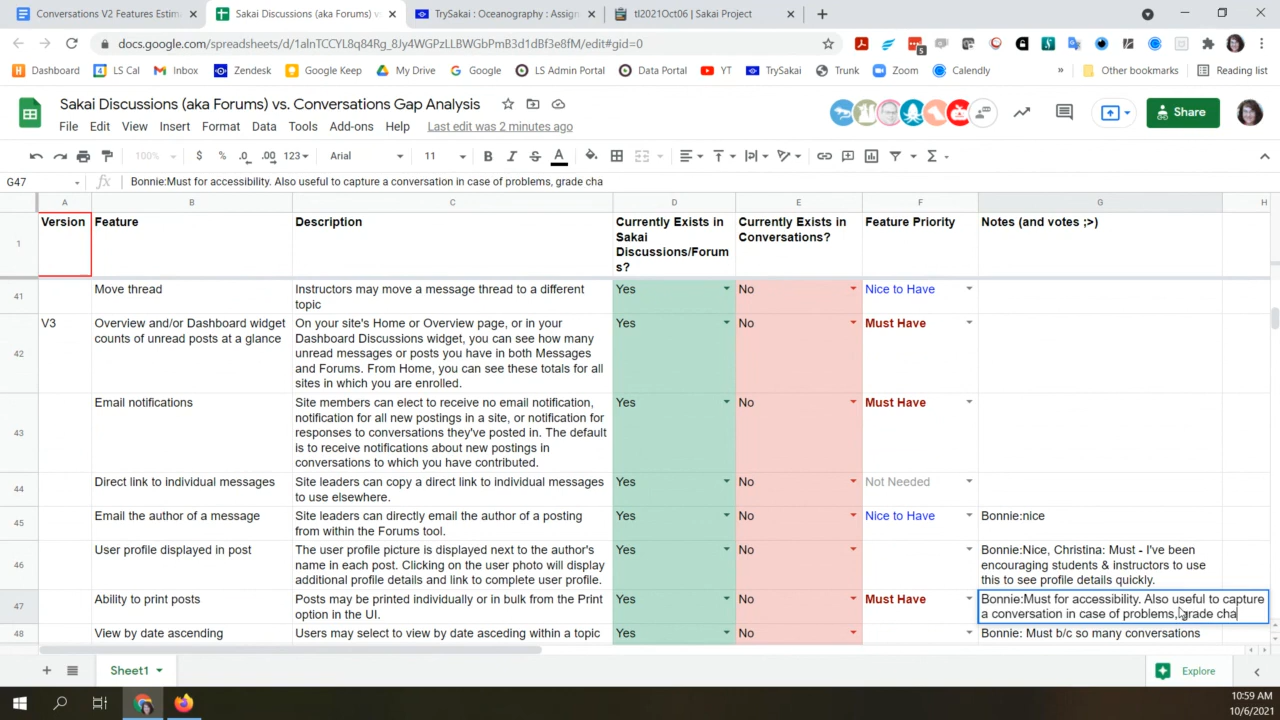 Conversations V2 Features Estim
Sakai Discussions (aka Forums) v
TrySakai : Oceanography : Assign
tl2021Oct06 | Sakai Project
docs.google.com/spreadsheets/d/1alnTCCYL8q84Rg_8Jy4WGPzLLBWGbPmB3d1dBf3e8fM/edit#gid=0
Dashboard LS Cal Inbox Zendesk Google Keep My Drive Google LS Admin Portal Data Portal YT TrySakai Trunk Zoom Calendly » Other bookmarks Reading list
Sakai Discussions (aka Forums) vs. Conversations Gap Analysis
Share
File Edit View Insert Format Data Tools Add-ons Help Last edit was 2 minutes ago
100% $ % .0 .00 123 Arial 11 B I S A
G47 fx Bonnie:Must for accessibility. Also useful to capture a conversation in case of problems, grade cha
A B C D E F G H
1 Version Feature Description
Currently Exists in
Sakai
Discussions/Forum
s?
Currently Exists in
Conversations?
Feature Priority Notes (and votes ;>)
41 Move thread
Instructors may move a message thread to a different
topic
Yes No Nice to Have
42 V3
Overview and/or Dashboard widget
counts of unread posts at a glance
On your site's Home or Overview page, or in your
Dashboard Discussions widget, you can see how many
unread messages or posts you have in both Messages
and Forums. From Home, you can see these totals for all
sites in which you are enrolled.
Yes No Must Have
43 Email notifications
Site members can elect to receive no email notification,
notification for all new postings in a site, or notification for
responses to conversations they've posted in. The default
is to receive notifications about new postings in
conversations to which you have contributed.
Yes No Must Have
44 Direct link to individual messages
Site leaders can copy a direct link to individual messages
to use elsewhere.
Yes No Not Needed
45 Email the author of a message
Site leaders can directly email the author of a posting
from within the Forums tool.
Yes No Nice to Have Bonnie:nice
46 User profile displayed in post
The user profile picture is displayed next to the author's
name in each post. Clicking on the user photo will display
additional profile details and link to complete user profile.
Yes No
Bonnie:Nice, Christina: Must - I've been
encouraging students & instructors to use
this to see profile details quickly.
47 Ability to print posts
Posts may be printed individually or in bulk from the Print
option in the UI.
Yes No Must Have
Bonnie:Must for accessibility. Also useful to capture
a conversation in case of problems, grade cha
48 View by date ascending Users may select to view by date asceding within a topic Yes No Bonnie: Must b/c so many conversations
Sheet1 Explore
10:59 AM
10/6/2021